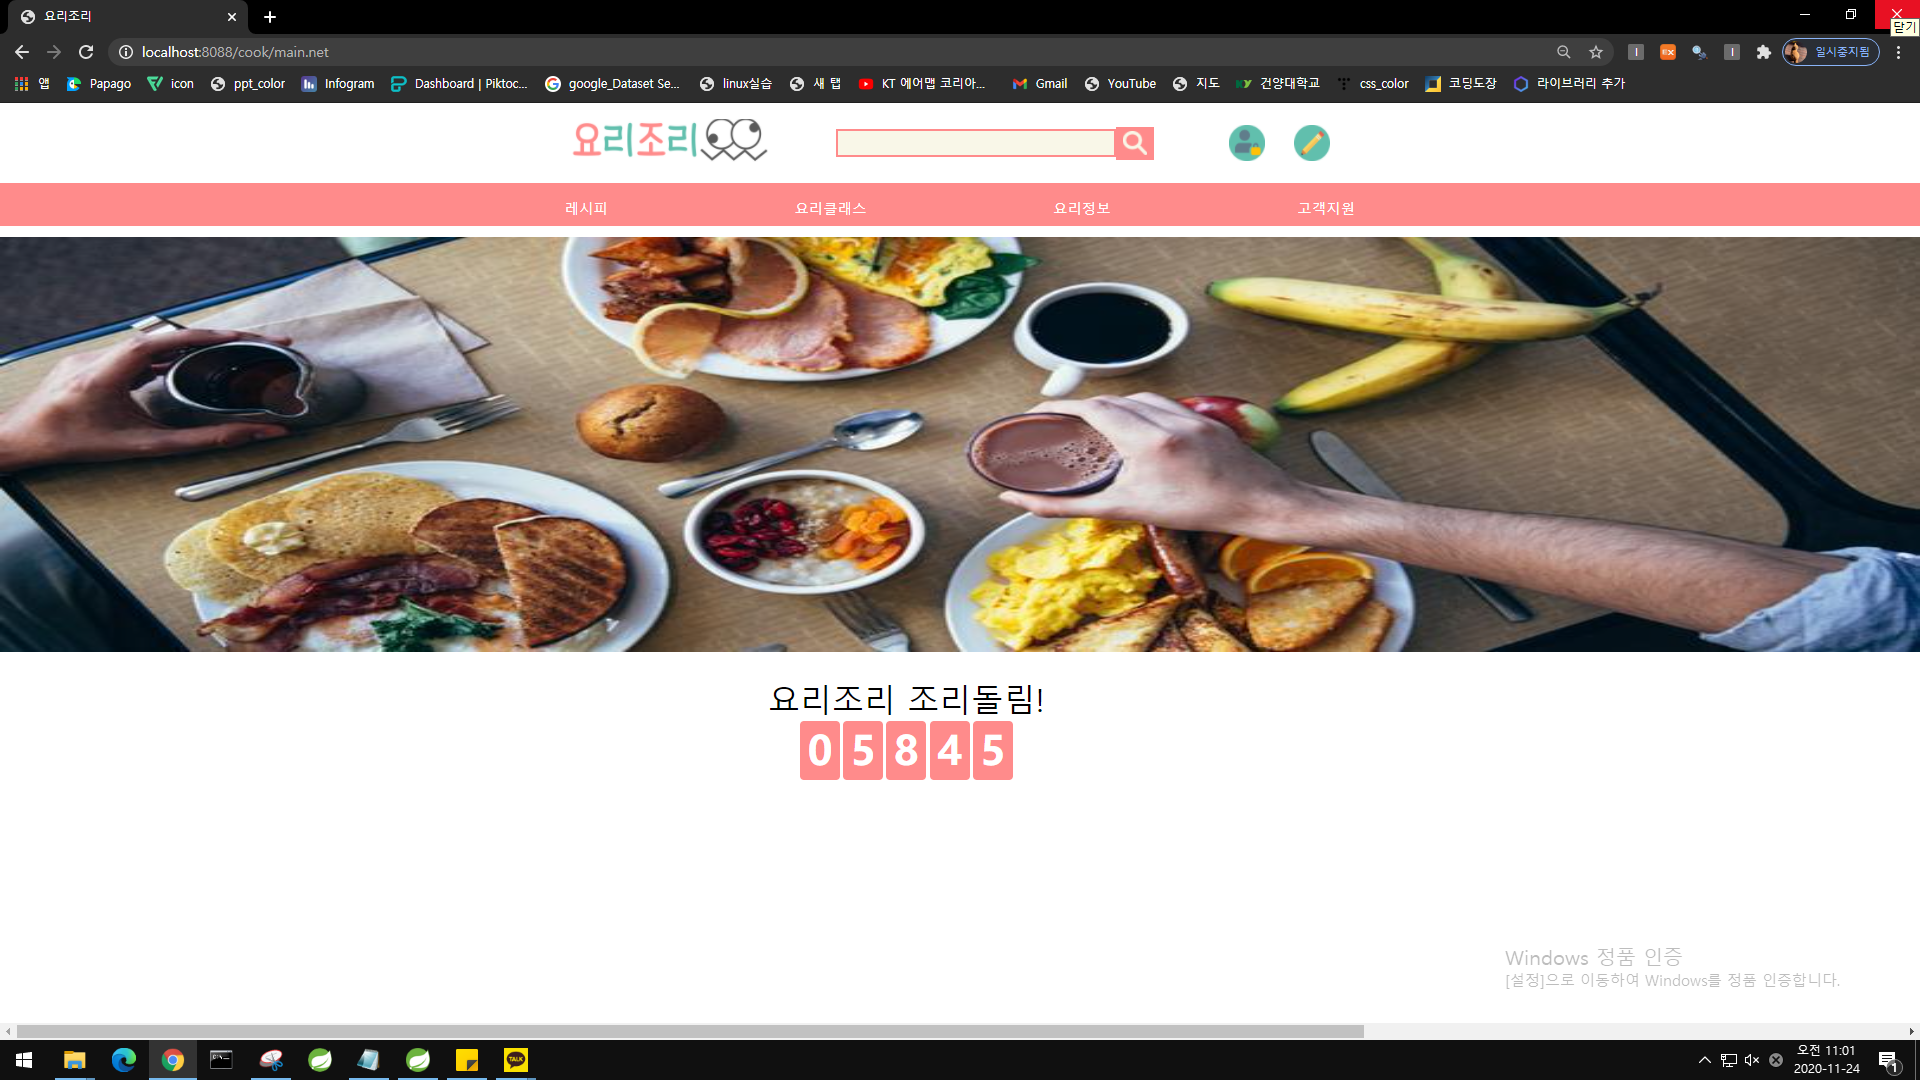 요리조리
localhost:8088/cook/main.net
일시중지됨
닫기
앱
Papago
icon
ppt_color
Infogram
Dashboard | Piktoc...
google_Dataset Se...
linux실습
새 탭
KT 에어맵 코리아...
Gmail
YouTube
지도
건양대학교
css_color
코딩도장
라이브러리 추가
요리조리
레시피
요리클래스
요리정보
고객지원
요리조리 조리돌림!
05845
Windows 정품 인증
[설정]으로 이동하여 Windows를 정품 인증합니다.
TALK
오전 11:01
2020-11-24
1